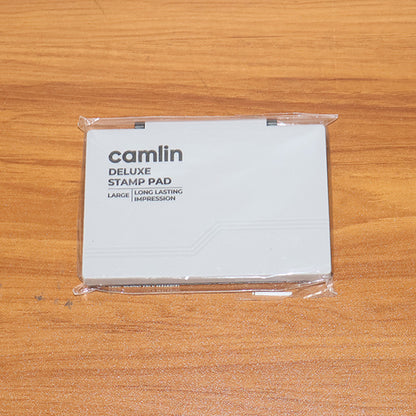 camlin
DELUXE
STAMP PAD
LARGE | LONG LASTING
IMPRESSION